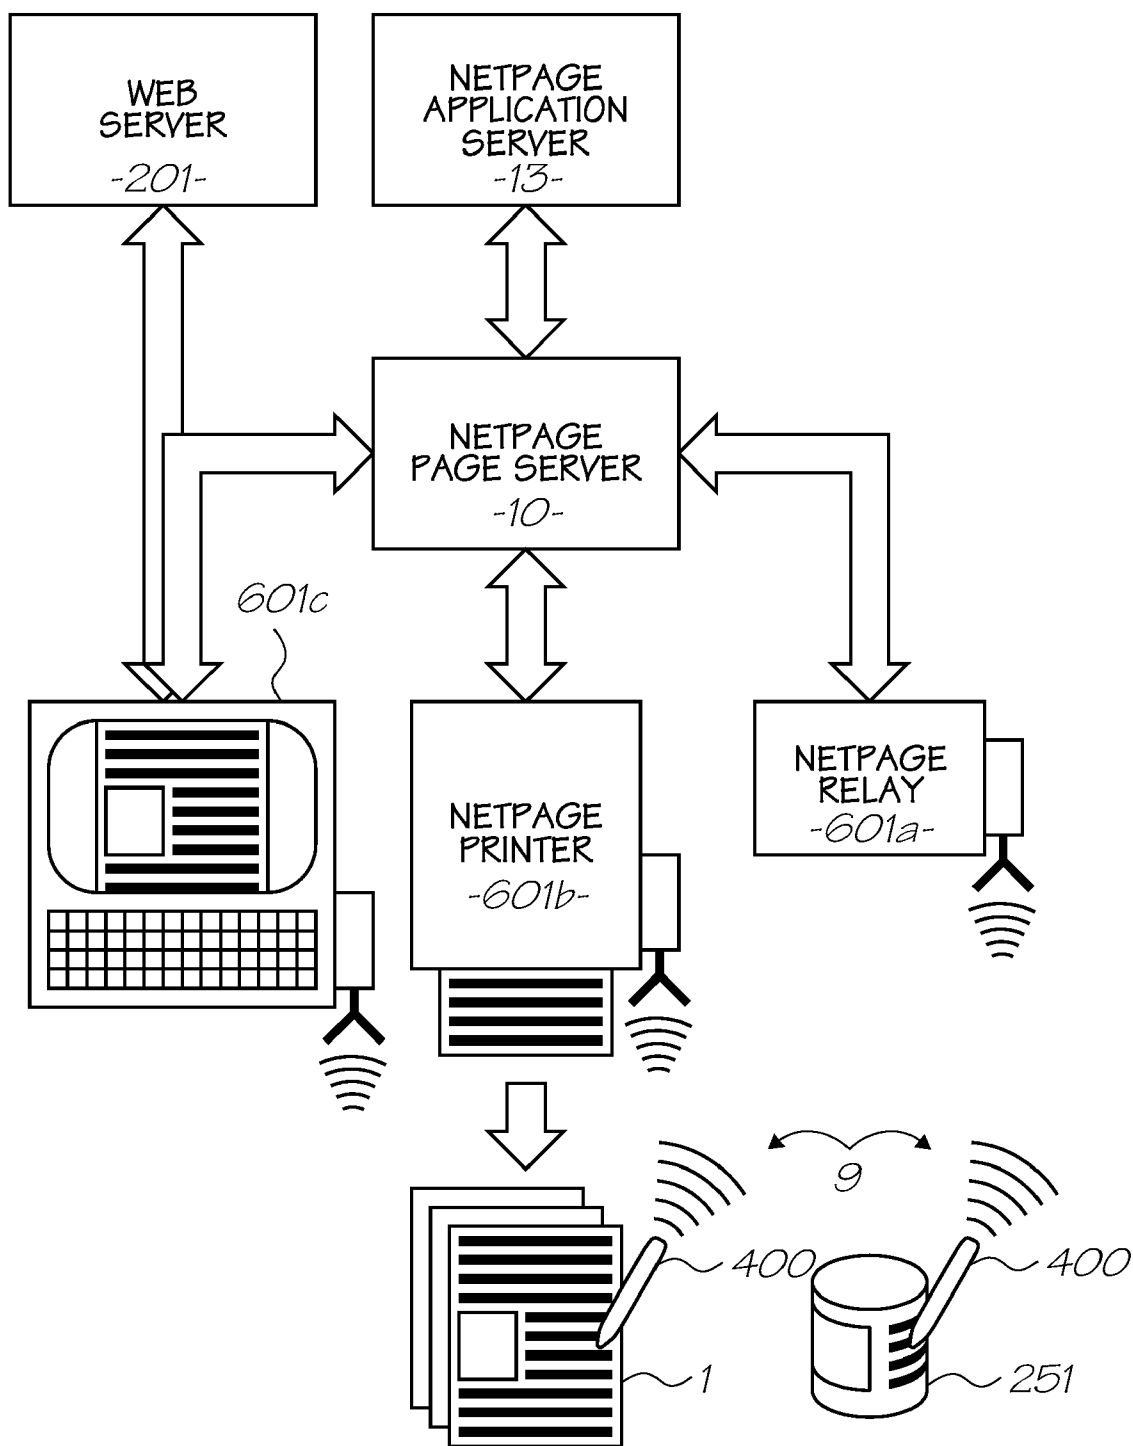 WEB
SERVER
-201-
NETPAGE
APPLICATION
SERVER
-13-
NETPAGE
PAGE SERVER
-10-
601c
NETPAGE
PRINTER
-601b-
NETPAGE
RELAY
-601a-
9
400
400
1
251